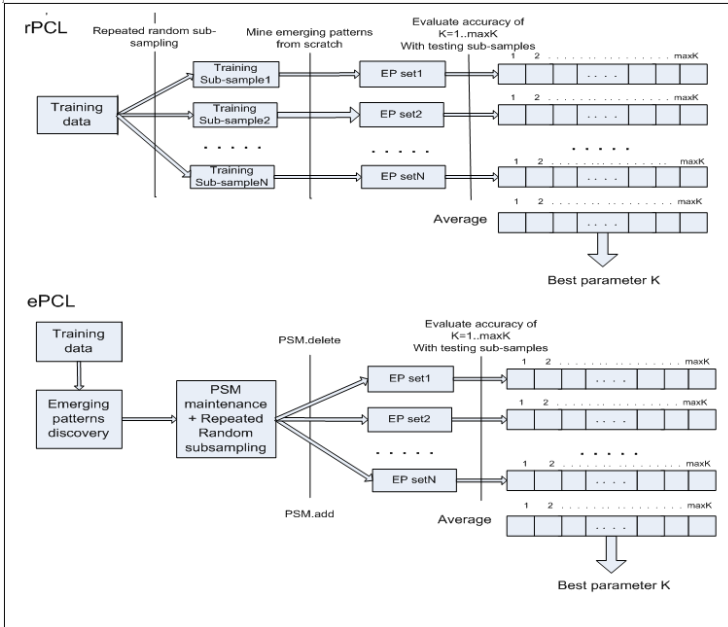 rPCL
Repeated random sub-
sampling
Mine emerging patterns
from scratch
Evaluate accuracy of
K=1..maxK
With testing sub-samples
Training
data
Training
Sub-sample1
EP set1
1 2 . . . . . . . . . . . . . . . . . . maxK
. . . .
Training
Sub-sample2
EP set2
1 2 . . . . . . . . . . . . . . . . . . maxK
. . . .
. . . . .
. . . . .
. . . . .
Training
Sub-sampleN
EP setN
1 2 . . . . . . . . . . . . . . . . . . maxK
. . . .
Average
1 2 . . . . . . . . . . . . . . . . . . maxK
. . . .
Best parameter K
ePCL
Training
data
Emerging
patterns
discovery
PSM
maintenance
+ Repeated
Random
subsampling
PSM.delete
PSM.add
Evaluate accuracy of
K=1..maxK
With testing sub-samples
EP set1
1 2 . . . . . . . . . . . . . . . . . . maxK
. . . .
EP set2
1 2 . . . . . . . . . . . . . . . . . . maxK
. . . .
. . . . .
. . . . .
EP setN
1 2 . . . . . . . . . . . . . . . . . . maxK
. . . .
Average
1 2 . . . . . . . . . . . . . . . . . . maxK
. . . .
Best parameter K